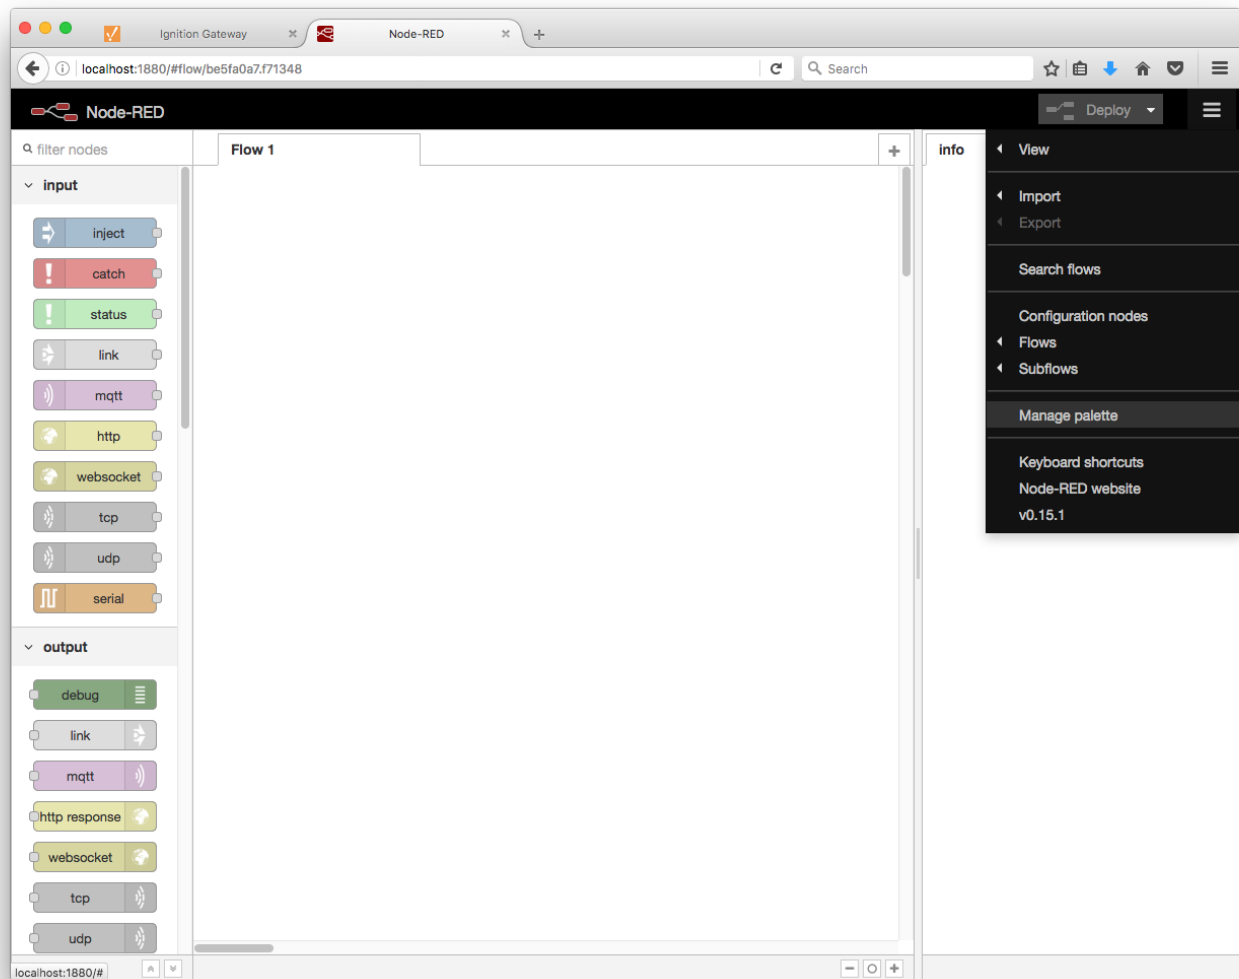 Ignition Gateway
Node-RED
localhost:1880/#flow/be5fa0a7.f71348
Search
Node-RED
Deploy
filter nodes
Flow 1
info
View
input
Import
Export
inject
catch
Search flows
status
Configuration nodes
link
Flows
Subflows
mqtt
Manage palette
http
Keyboard shortcuts
websocket
Node-RED website
tcp
v0.15.1
udp
serial
output
debug
link
mqtt
http response
websocket
tcp
udp
localhost:1880/#